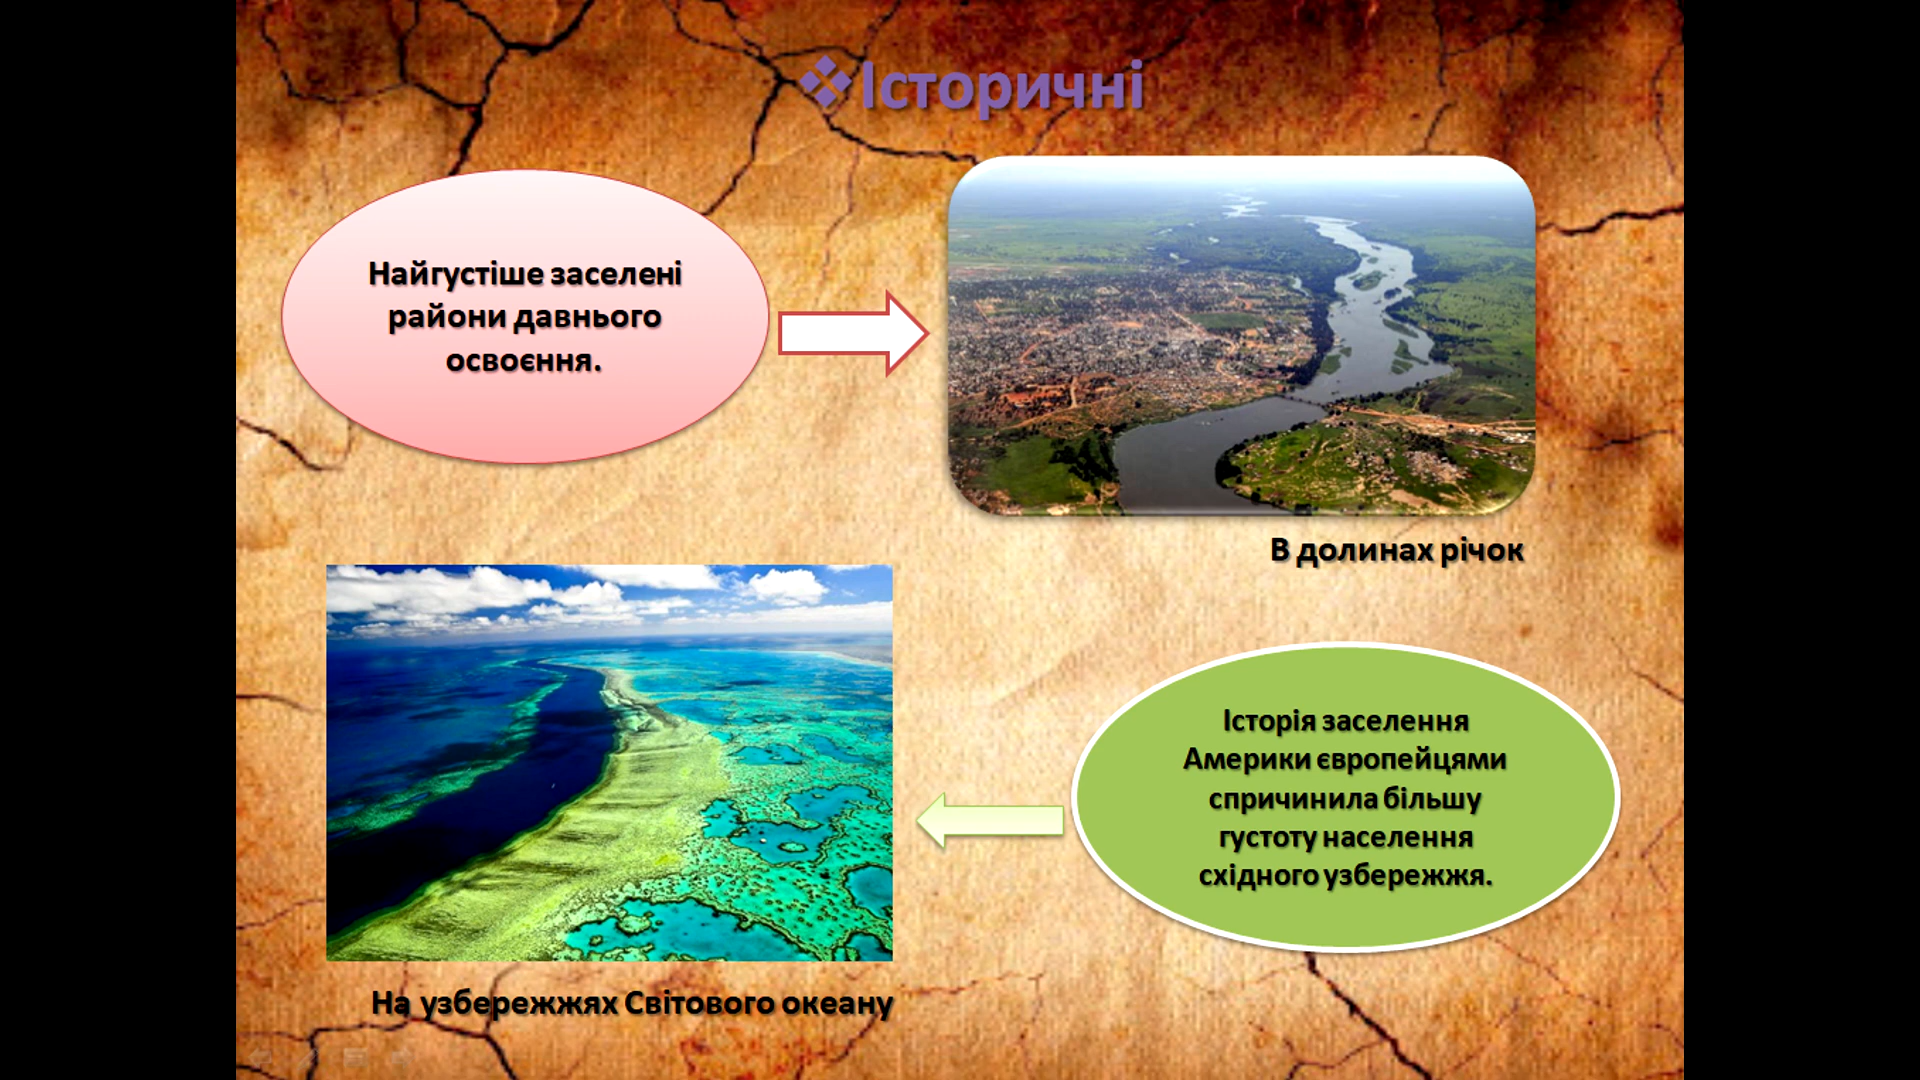 Історичні
Найгустіше заселені
райони давнього
освоєння.
В долинах річок
Історія заселення
Америки європейцями
спричинила більшу
густоту населення
східного узбережжя.
На узбережжях Світового океану